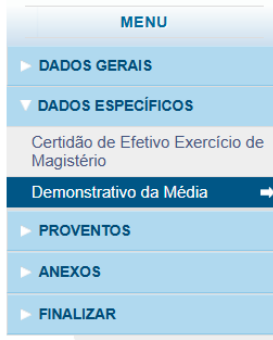 MENU
DADOS GERAIS
DADOS ESPECÍFICOS
Certidão de Efetivo Exercício de
Magistério
Demonstrativo da Média
PROVENTOS
ANEXOS
FINALIZAR